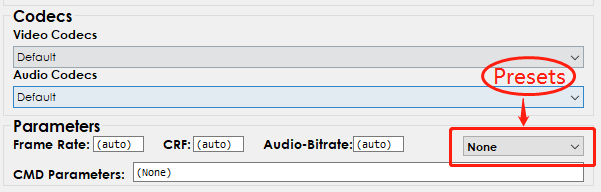 Codecs
Video Codecs
Default
Audio Codecs
Default
Presets
Parameters
Frame Rate: (auto) CRF: (auto) Audio-Bitrate: (auto) None
CMD Parameters: (None)